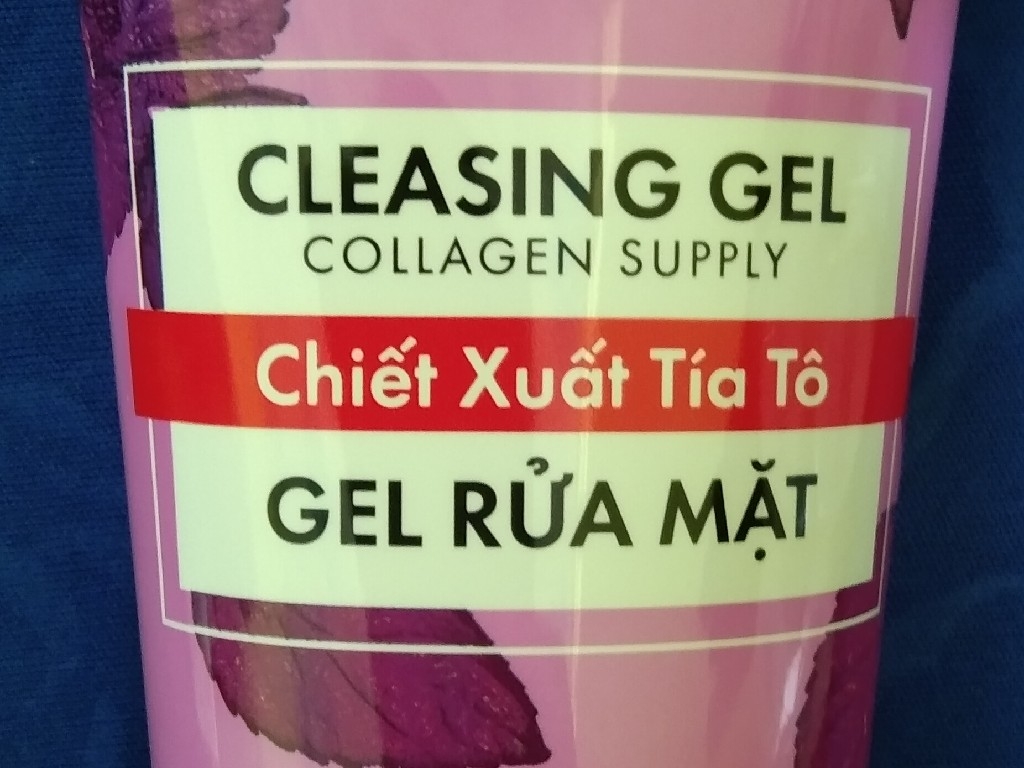 CLEASING GEL
COLLAGEN SUPPLY
Chiết Xuất Tía Tô
GEL RỬA MẶT